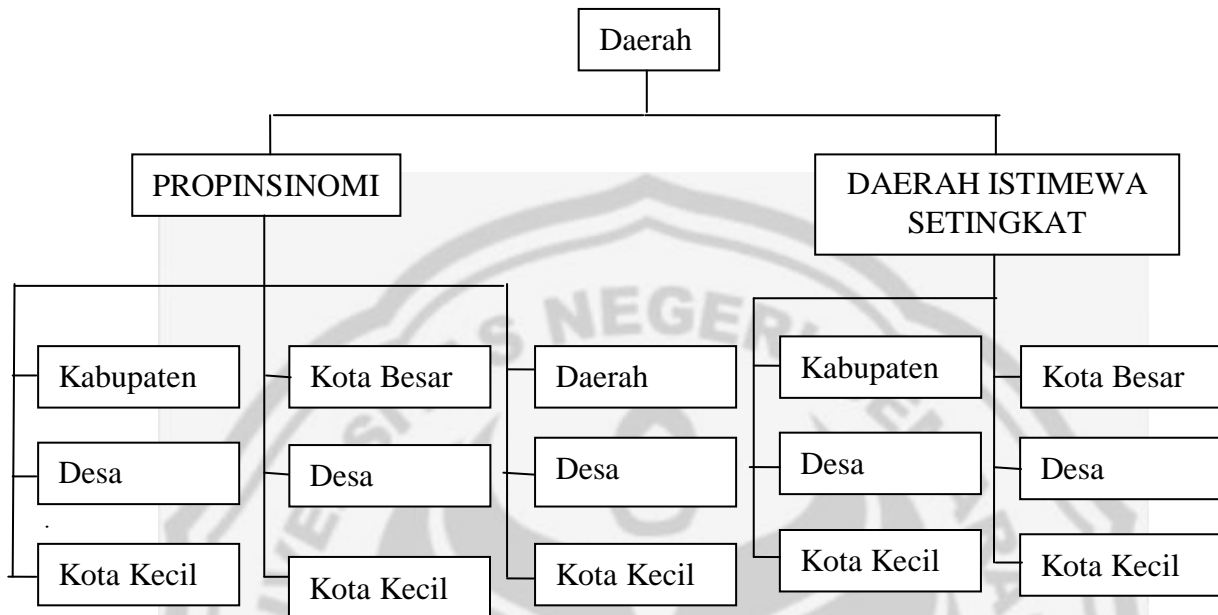 Daerah
PROPINSINOMI
DAERAH ISTIMEWA
SETINGKAT
Kabupaten
Kota Besar
Daerah
Kabupaten
Kota Besar
Desa
Desa
Desa
Desa
Desa
Kota Kecil
Kota Kecil
Kota Kecil
Kota Kecil
Kota Kecil